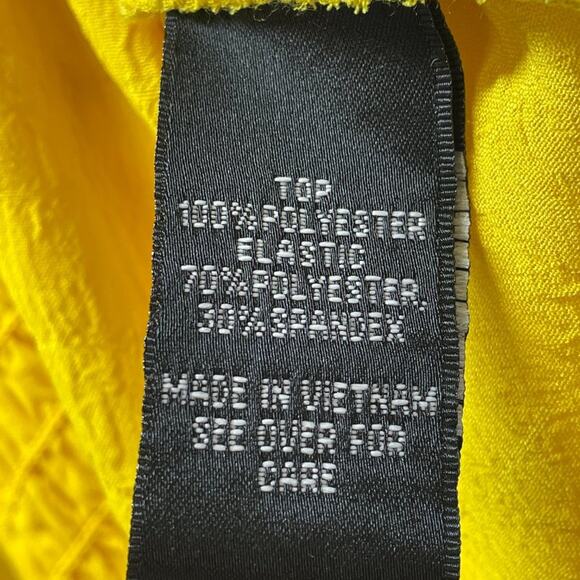 TOP
100% POLYESTER
ELASTIC
70% POLYESTER,
30% SPANDEX
MADE IN VIETNAM
SEE OVER FOR
CARE